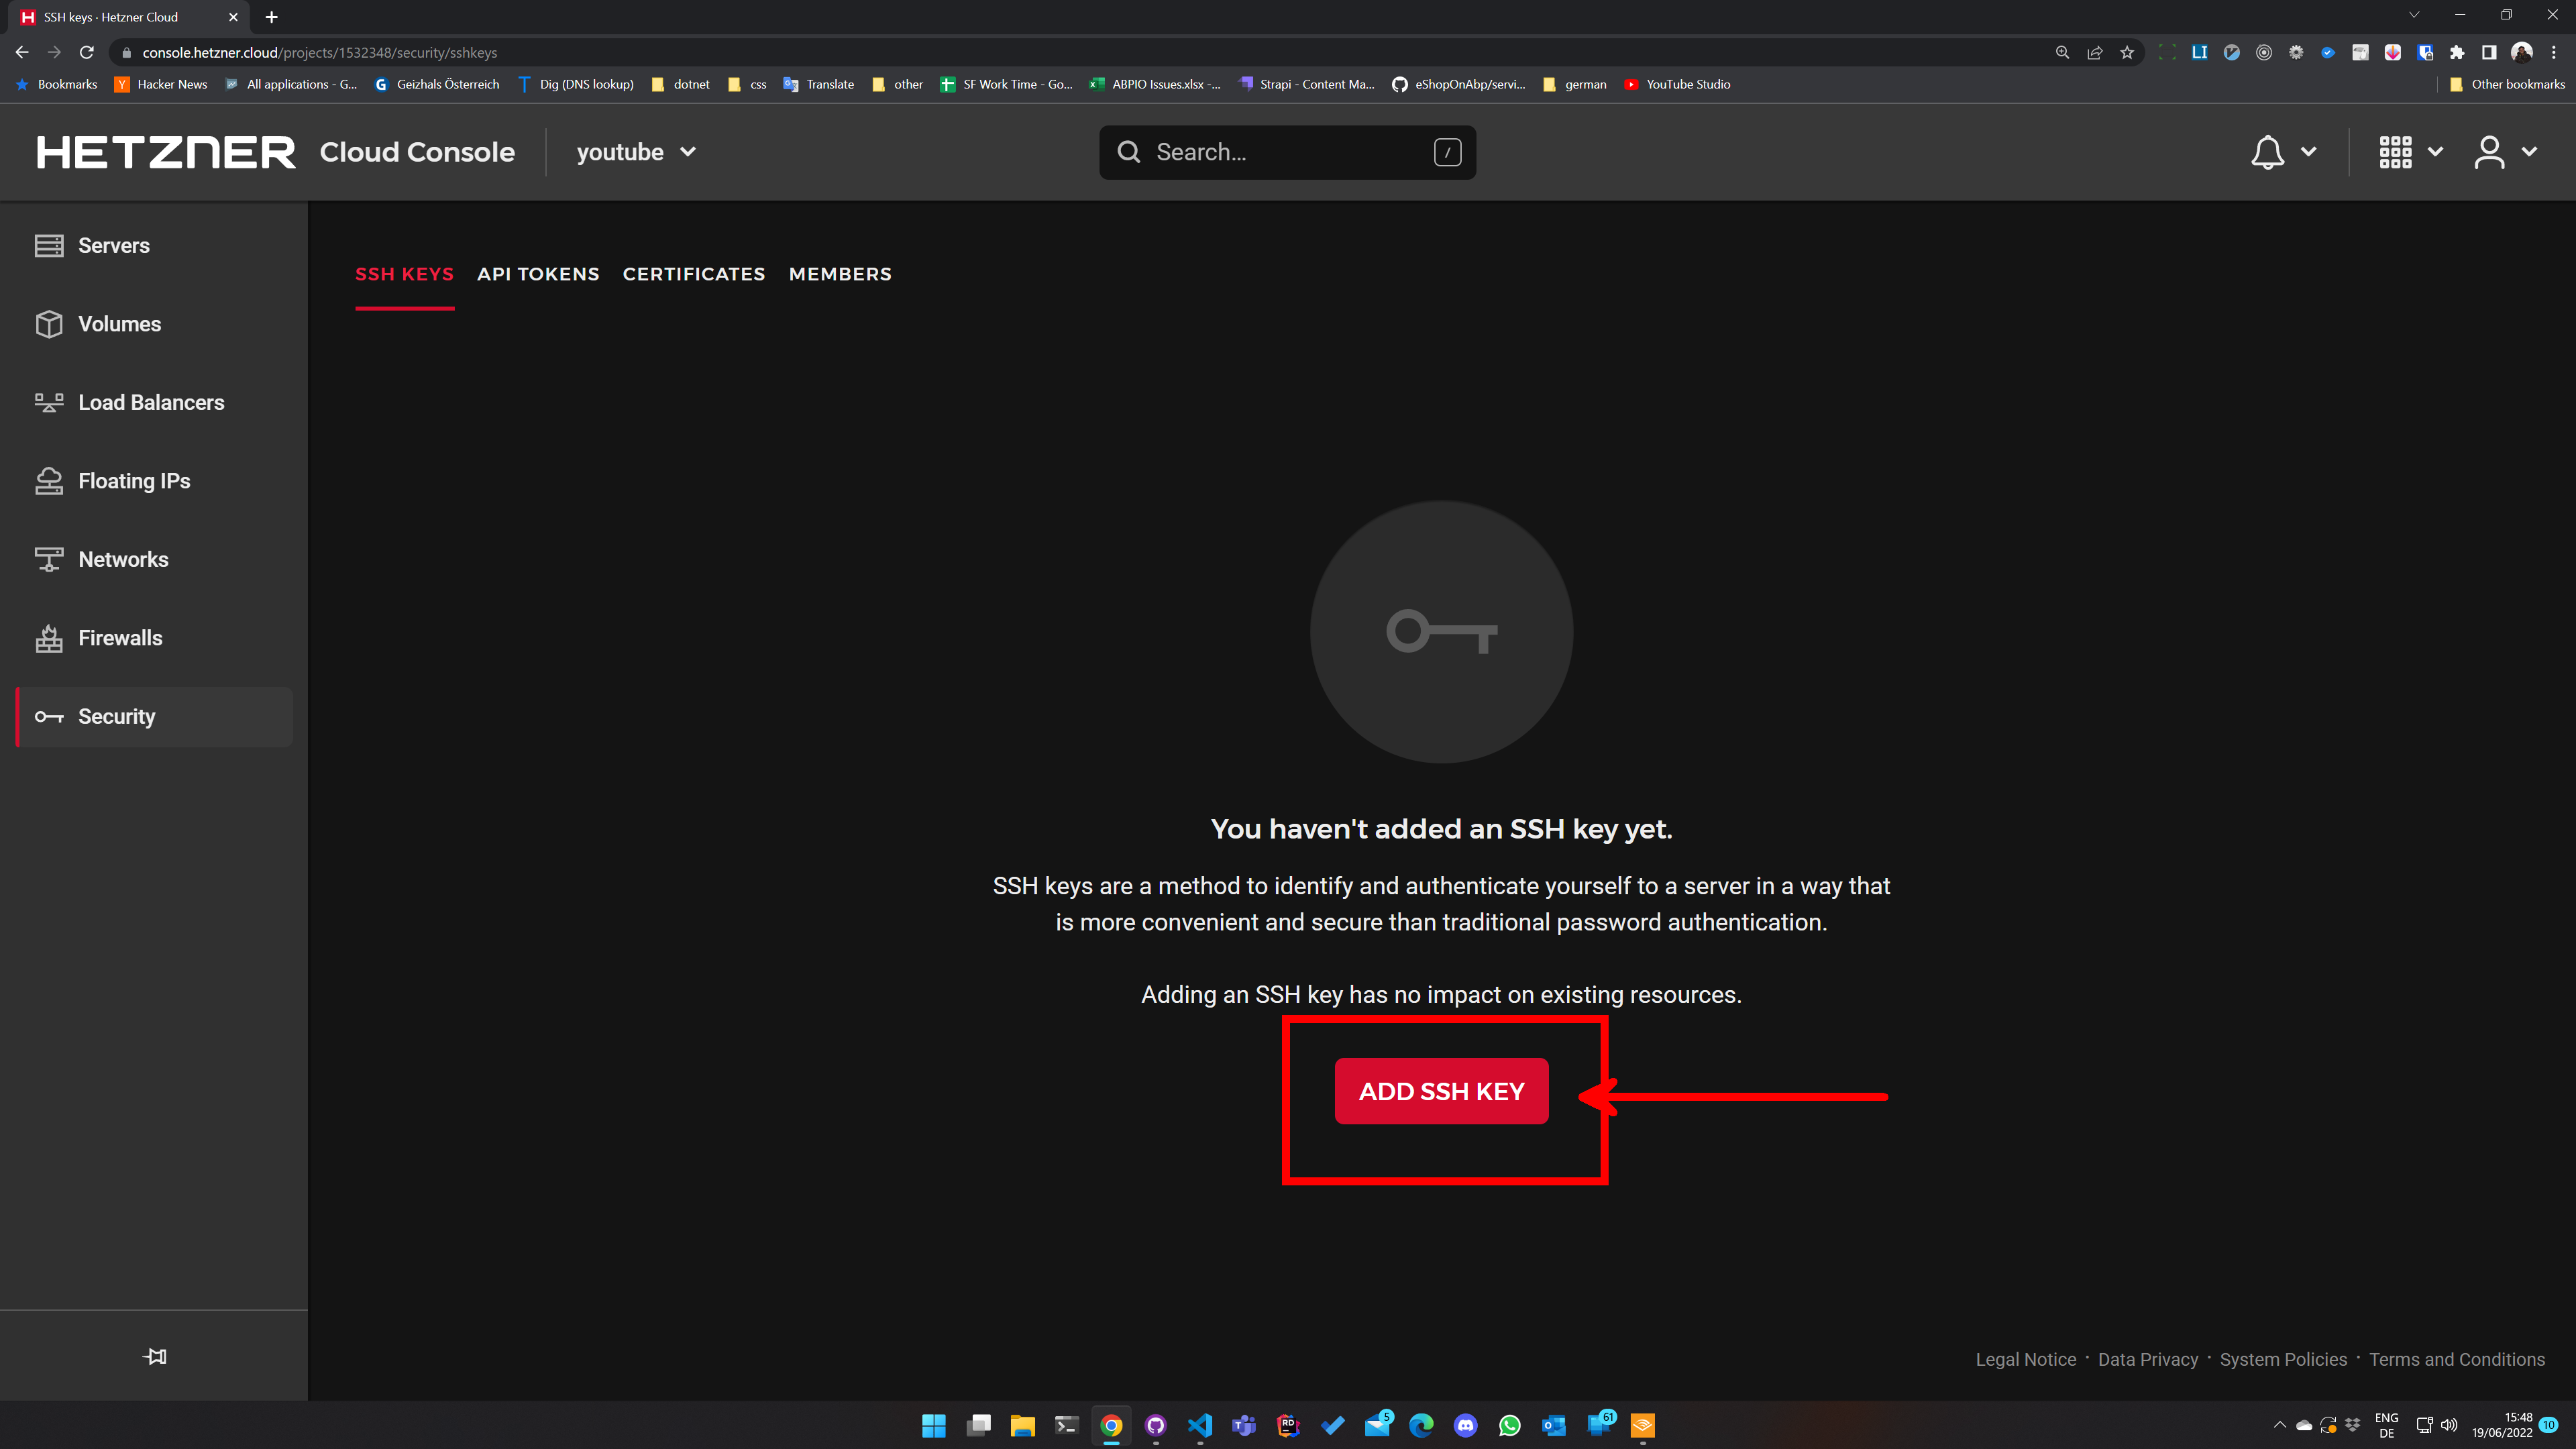 SSH keys · Hetzner Cloud
console.hetzner.cloud/projects/1532348/security/sshkeys
Bookmarks
Hacker News
All applications - G...
Geizhals Österreich
Dig (DNS lookup)
dotnet
css
Translate
other
SF Work Time - Go...
ABPIO Issues.xlsx -...
Strapi - Content Ma...
eShopOnAbp/servi...
german
YouTube Studio
Other bookmarks
HETZNER
Cloud Console
youtube
Search...
/
Servers
Volumes
Load Balancers
Floating IPs
Networks
Firewalls
Security
SSH KEYS
API TOKENS
CERTIFICATES
MEMBERS
You haven't added an SSH key yet.
SSH keys are a method to identify and authenticate yourself to a server in a way that
is more convenient and secure than traditional password authentication.
Adding an SSH key has no impact on existing resources.
ADD SSH KEY
Legal Notice · Data Privacy · System Policies · Terms and Conditions
5
61
ENG
DE
15:48
19/06/2022
10